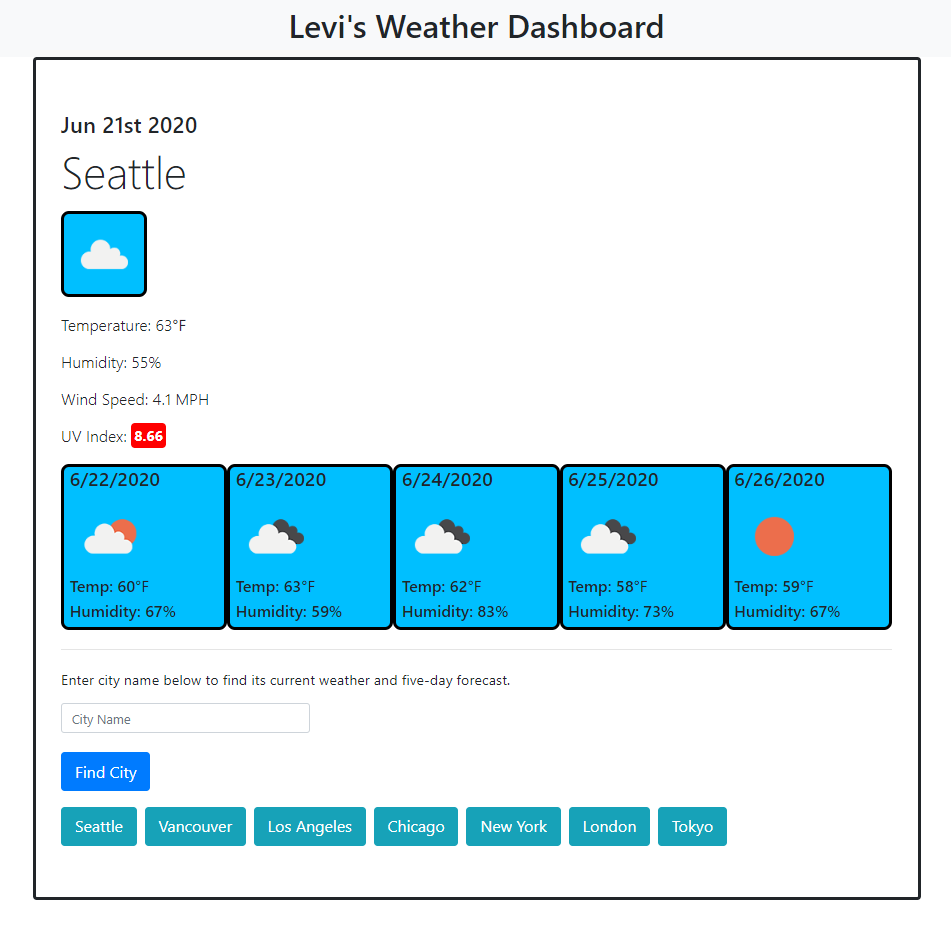 Levi's Weather Dashboard
Jun 21st 2020
Seattle
Temperature: 63°F
Humidity: 55%
Wind Speed: 4.1 MPH
UV Index: 8.66
6/22/2020
Temp: 60°F
Humidity: 67%
6/23/2020
Temp: 63°F
Humidity: 59%
6/24/2020
Temp: 62°F
Humidity: 83%
6/25/2020
Temp: 58°F
Humidity: 73%
6/26/2020
Temp: 59°F
Humidity: 67%
Enter city name below to find its current weather and five-day forecast.
City Name
Find City
Seattle Vancouver Los Angeles Chicago New York London Tokyo